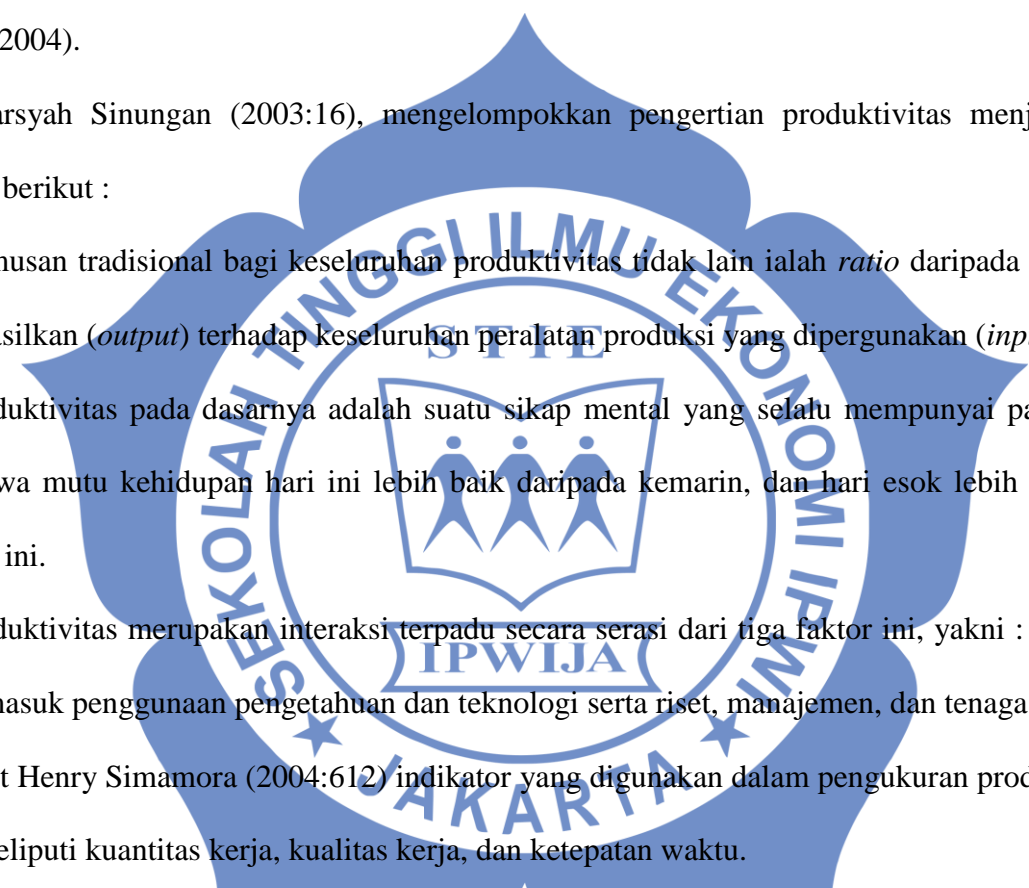 2004).
arsyah Sinungan (2003:16), mengelompokkan pengertian produktivitas menj
berikut :
nusan tradisional bagi keseluruhan produktivitas tidak lain ialah ratio daripada
asilkan (output) terhadap keseluruhan peralatan produksi yang dipergunakan (inp
duktivitas pada dasarnya adalah suatu sikap mental yang selalu mempunyai pa
wa mutu kehidupan hari ini lebih baik daripada kemarin, dan hari esok lebih
ini.
duktivitas merupakan interaksi terpadu secara serasi dari tiga faktor ini, yakni :
masuk penggunaan pengetahuan dan teknologi serta riset, manajemen, dan tenaga
t Henry Simamora (2004:612) indikator yang digunakan dalam pengukuran prod
eliputi kuantitas kerja, kualitas kerja, dan ketepatan waktu.
SEKOLAH TINGGI ILMU EKONOMI IPWI
STIE
IPWIJA
★ JAKARTA ★